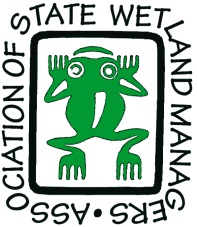 ASSOCIATION OF STATE WETLAND MANAGERS •